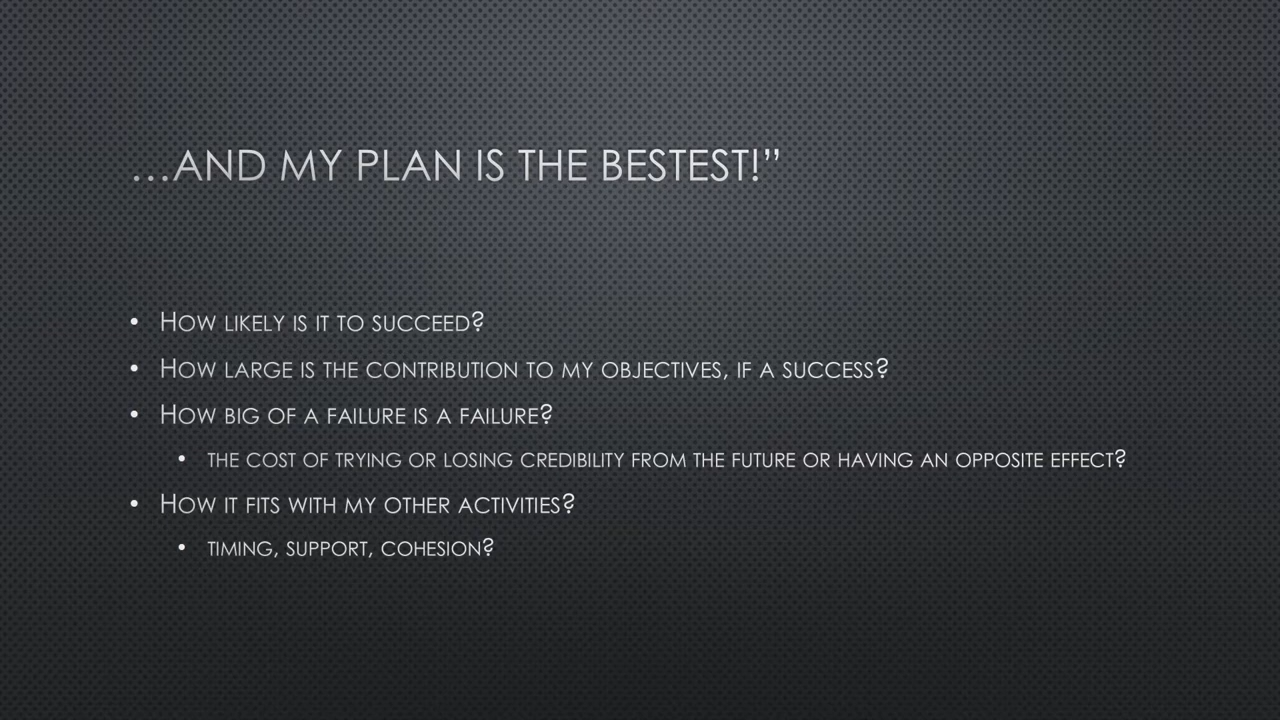 …AND MY PLAN IS THE BESTEST!”
• HOW LIKELY IS IT TO SUCCEED?
• HOW LARGE IS THE CONTRIBUTION TO MY OBJECTIVES, IF A SUCCESS?
• HOW BIG OF A FAILURE IS A FAILURE?
• THE COST OF TRYING OR LOSING CREDIBILITY FROM THE FUTURE OR HAVING AN OPPOSITE EFFECT?
• HOW IT FITS WITH MY OTHER ACTIVITIES?
• TIMING, SUPPORT, COHESION?